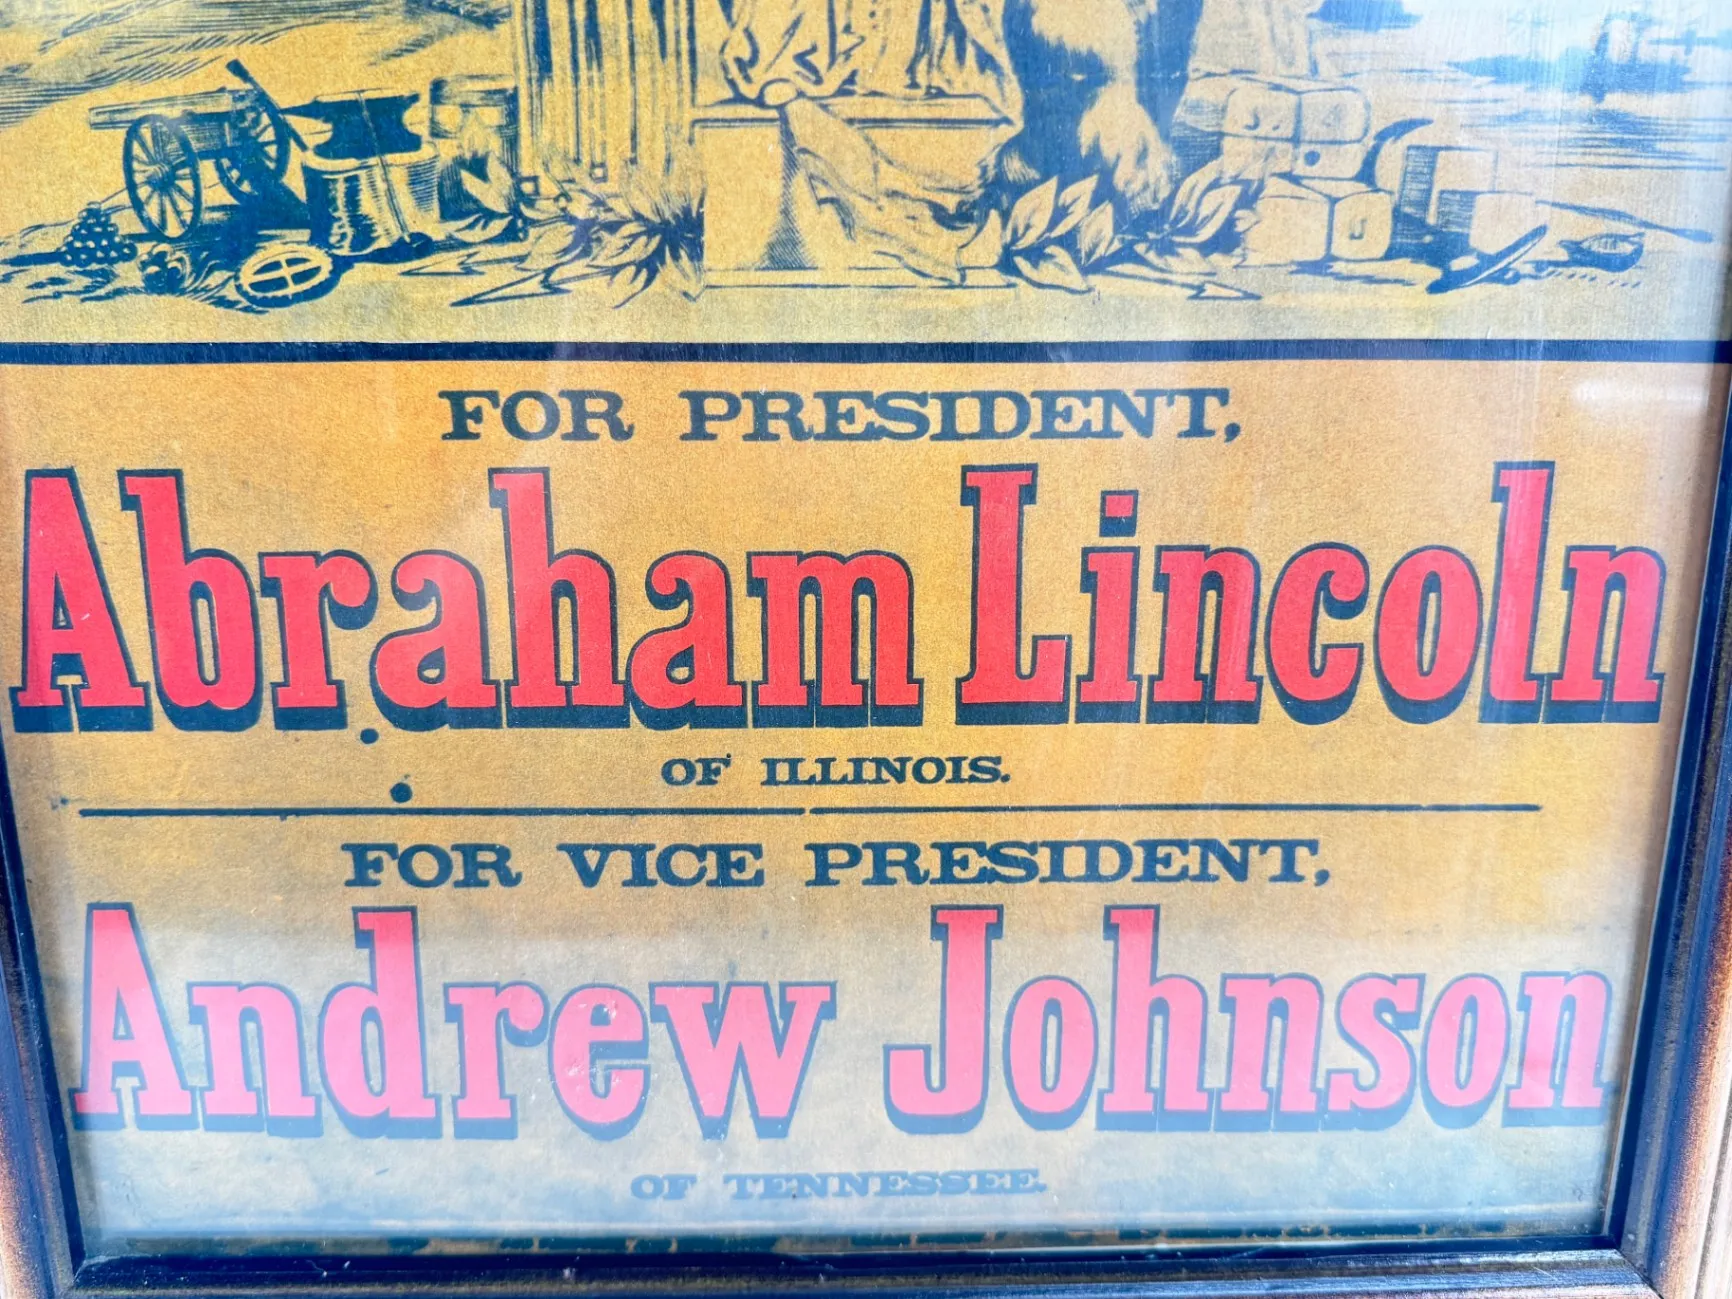 FOR PRESIDENT,
Abraham Lincoln
OF ILLINOIS.
FOR VICE PRESIDENT,
Andrew Johnson
OF TENNESSEE.